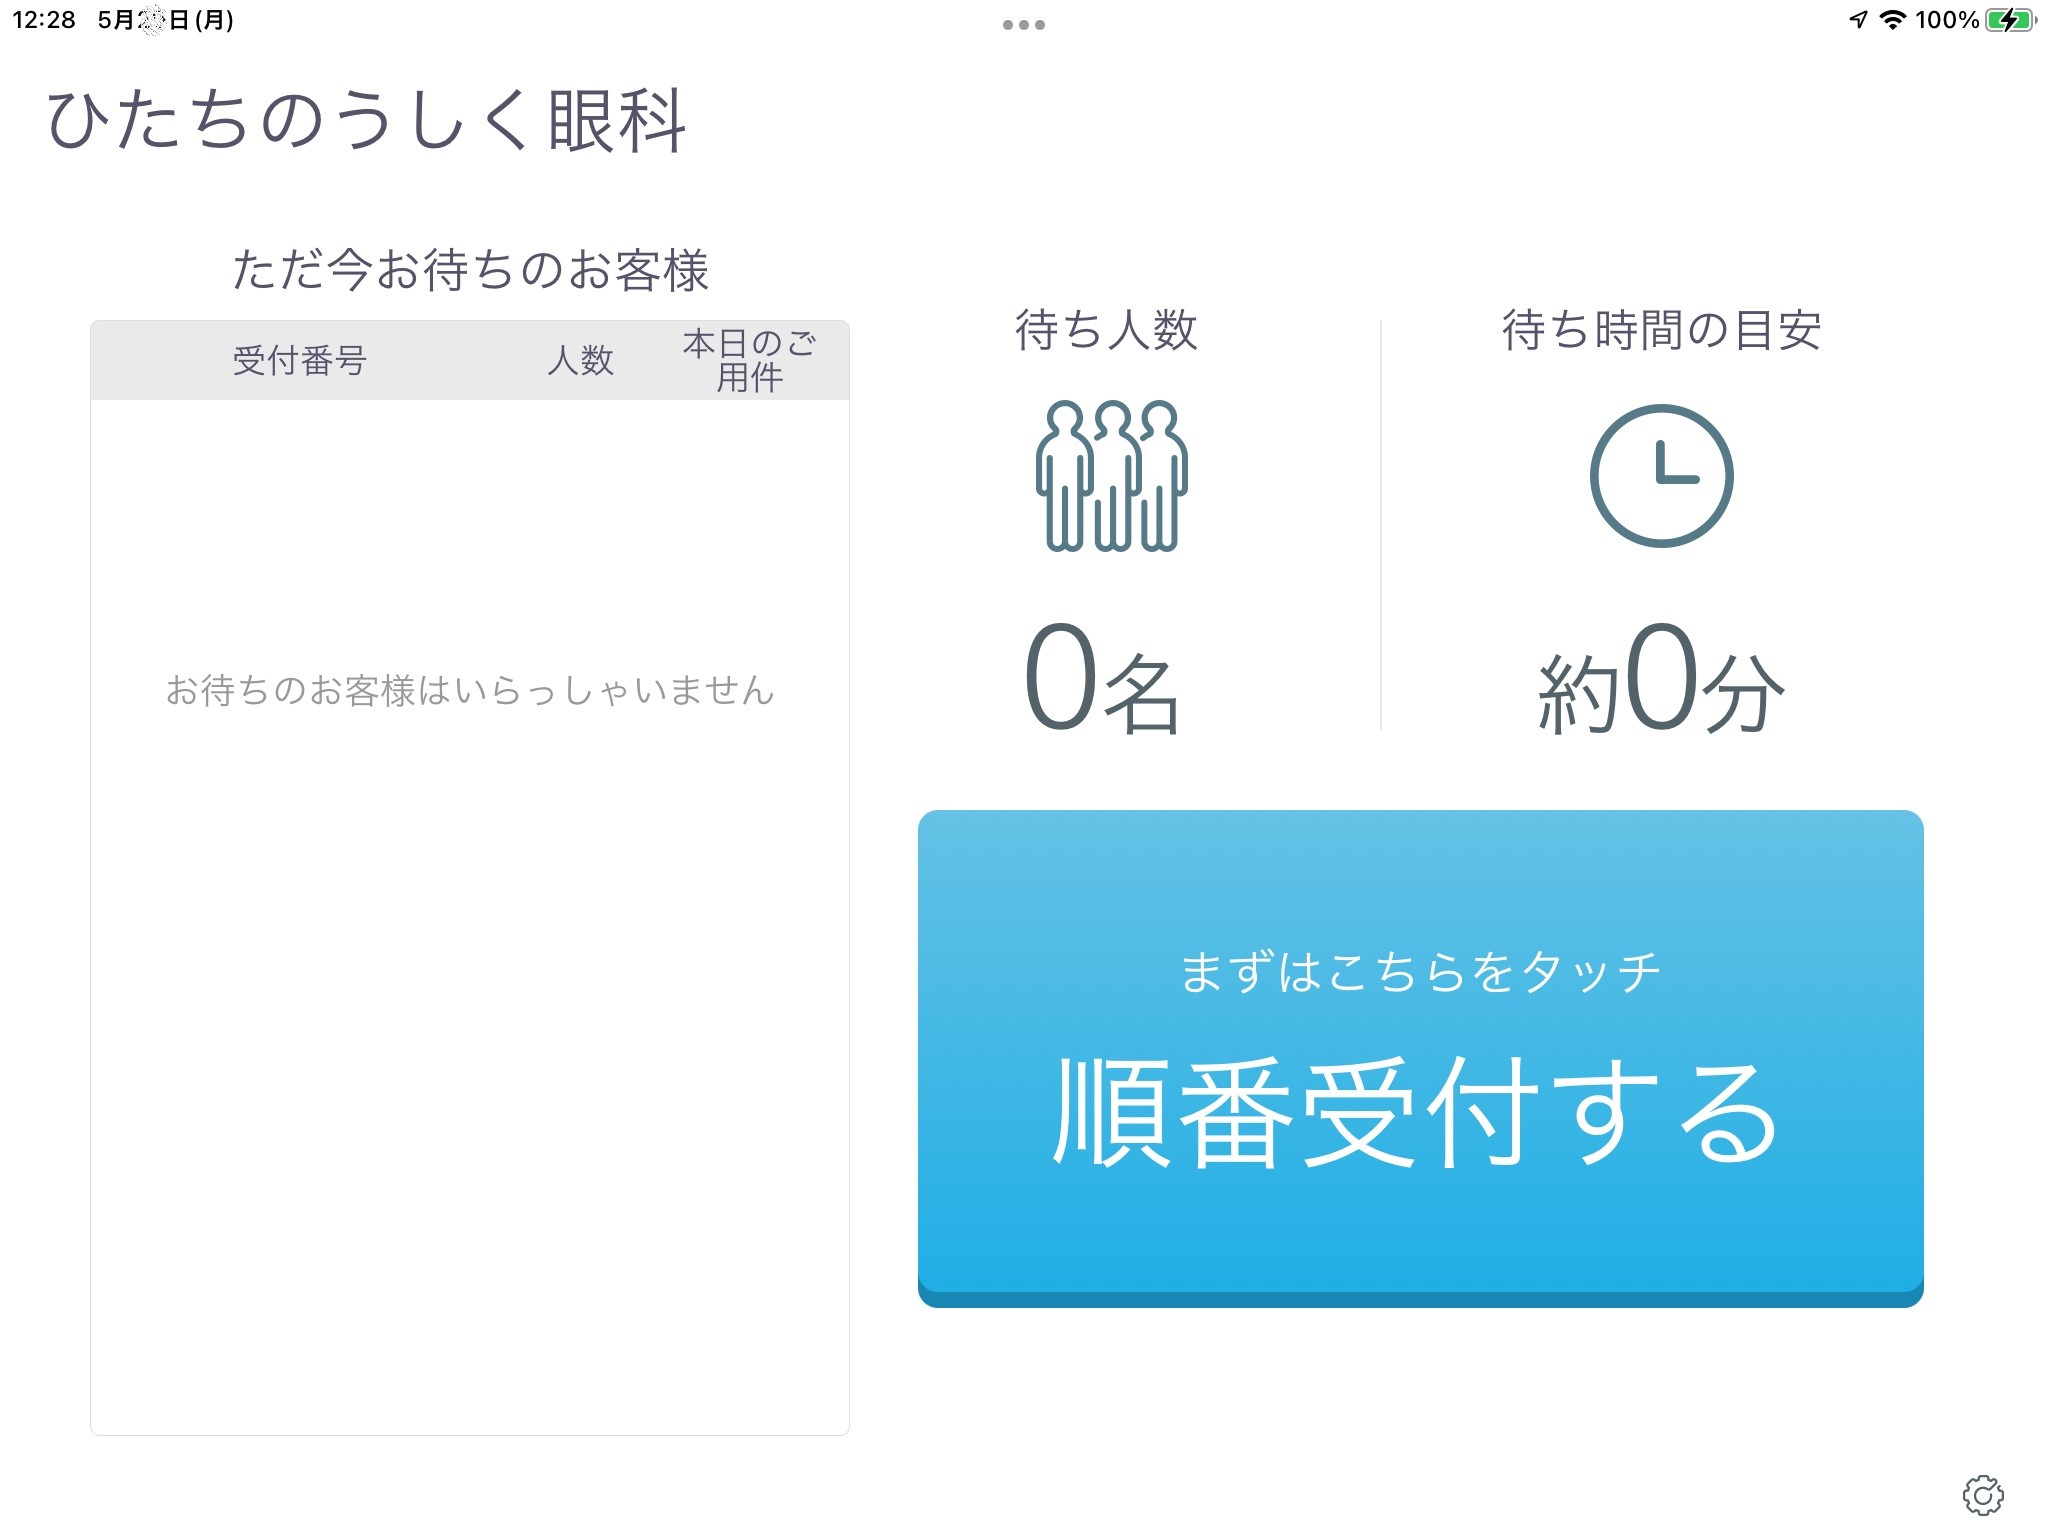 12:28 5月2日(月)
100%
ひたちのうしく眼科
ただ今お待ちのお客様
受付番号 人数 本日のご
用件
お待ちのお客様はいらっしゃいません
待ち人数
0名
待ち時間の目安
約0分
まずはこちらをタッチ
順番受付する